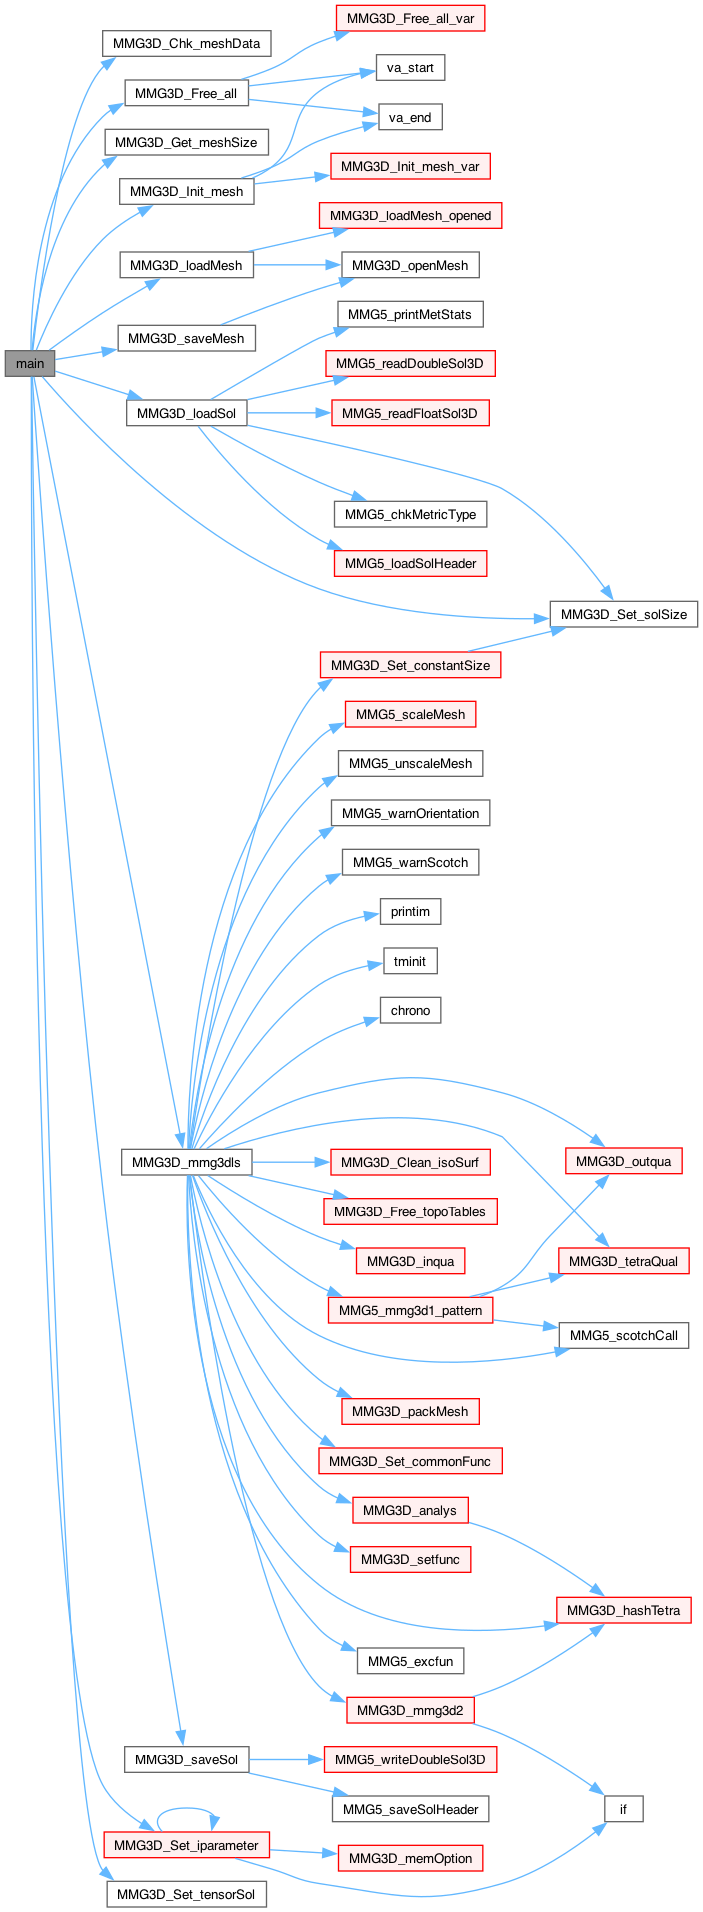 MMG3D_Free_all_var
MMG3D_Chk_meshData
va_start
MMG3D_Free_all
va_end
MMG3D_Get_meshSize
MMG3D_Init_mesh_var
MMG3D_Init_mesh
MMG3D_loadMesh_opened
MMG3D_loadMesh
MMG3D_openMesh
MMG5_printMetStats
MMG3D_saveMesh
main
MMG5_readDoubleSol3D
MMG3D_loadSol
MMG5_readFloatSol3D
MMG5_chkMetricType
MMG5_loadSolHeader
MMG3D_Set_solSize
MMG3D_Set_constantSize
MMG5_scaleMesh
MMG5_unscaleMesh
MMG5_warnOrientation
MMG5_warnScotch
printim
tminit
chrono
MMG3D_mmg3dls
MMG3D_Clean_isoSurf
MMG3D_outqua
MMG3D_Free_topoTables
MMG3D_inqua
MMG3D_tetraQual
MMG5_mmg3d1_pattern
MMG5_scotchCall
MMG3D_packMesh
MMG3D_Set_commonFunc
MMG3D_analys
MMG3D_setfunc
MMG3D_hashTetra
MMG5_excfun
MMG3D_mmg3d2
MMG3D_saveSol
MMG5_writeDoubleSol3D
MMG5_saveSolHeader
if
MMG3D_Set_iparameter
MMG3D_memOption
MMG3D_Set_tensorSol